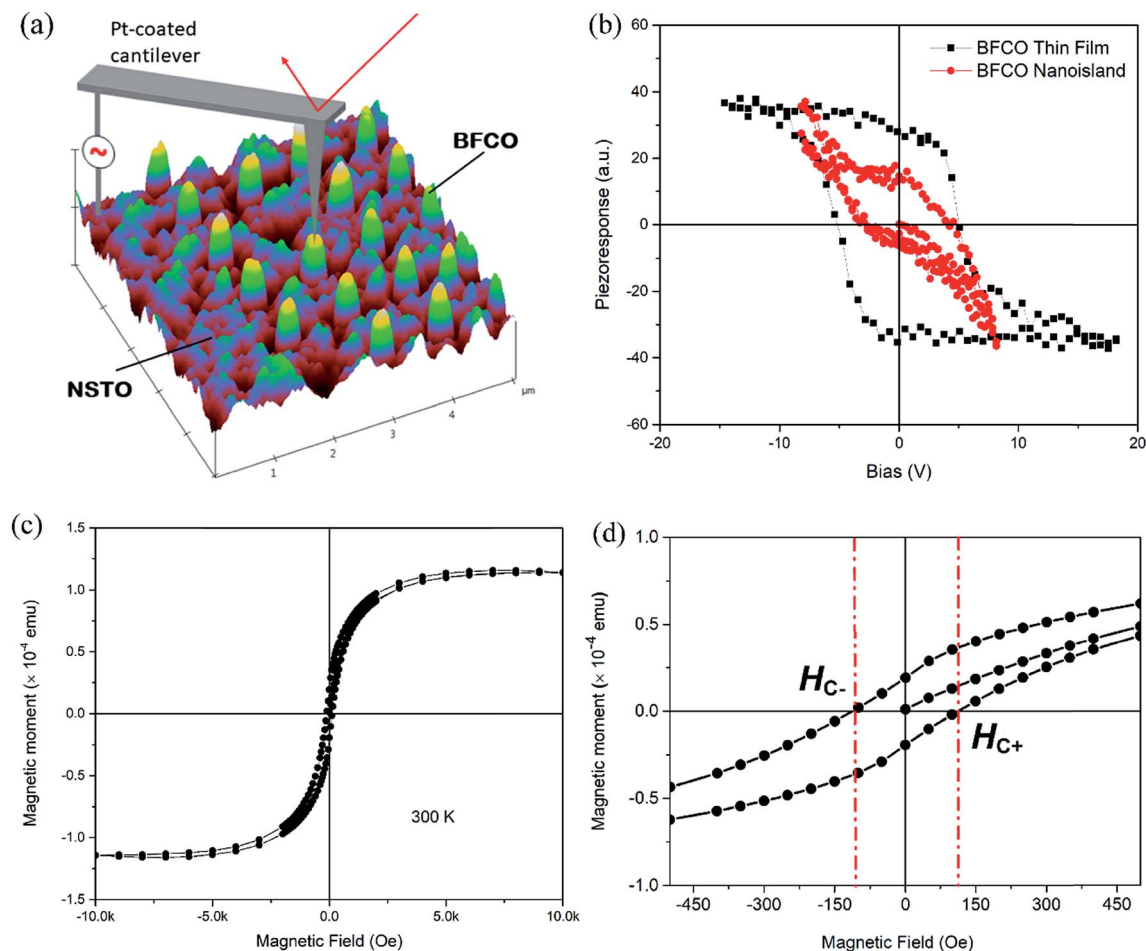 (a)
Pt-coated
cantilever
~
BFCO
NSTO
1
2
3
4
μm
(b)
60
40
20
0
-20
-40
-60
-20
-10
0
10
20
BFCO Thin Film
BFCO Nanoisland
Piezoresponse (a.u.)
Bias (V)
(c)
1.5
1.0
0.5
0.0
-0.5
-1.0
-1.5
-10.0k
-5.0k
0.0
5.0k
10.0k
300 K
Magnetic moment (× 10⁻⁴ emu)
Magnetic Field (Oe)
(d)
1.0
0.5
0.0
-0.5
-1.0
-450
-300
-150
0
150
300
450
HC-
HC+
Magnetic moment (× 10⁻⁴ emu)
Magnetic Field (Oe)